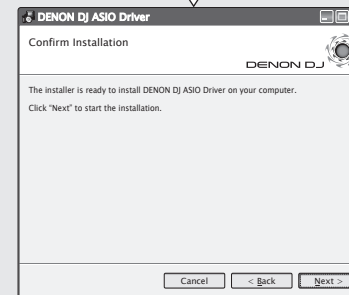 DENON DJ ASIO Driver
Confirm Installation
DENON DJ
The installer is ready to install DENON DJ ASIO Driver on your computer.
Click "Next" to start the installation.
Cancel
< Back
Next >